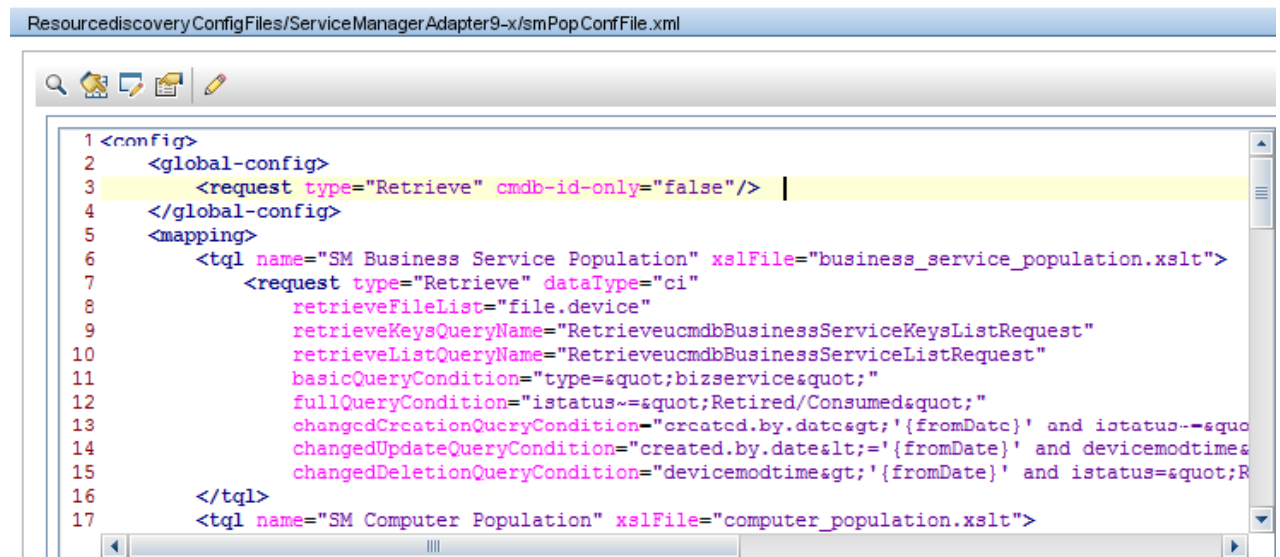 ResourcediscoveryConfigFiles/ServiceManagerAdapter9-x/smPopConfFile.xml
1 <config>
2 <global-config>
3 <request type="Retrieve" cmdb-id-only="false"/>
4 </global-config>
5 <mapping>
6 <tql name="SM Business Service Population" xslFile="business_service_population.xslt">
7 <request type="Retrieve" dataType="ci"
8 retrieveFileList="file.device"
9 retrieveKeysQueryName="RetrieveucmdbBusinessServiceKeysListRequest"
10 retrieveListQueryName="RetrieveucmdbBusinessServiceListRequest"
11 basicQueryCondition="type=&quot;bizservice&quot;"
12 fullQueryCondition="istatus~=&quot;Retired/Consumed&quot;"
13 changedCreationQueryCondition="created.by.date&gt;'{fromDate}' and istatus~=&quo
14 changedUpdateQueryCondition="created.by.date&lt;='{fromDate}' and devicemodtime&
15 changedDeletionQueryCondition="devicemodtime&gt;'{fromDate}' and istatus=&quot;R
16 </tql>
17 <tql name="SM Computer Population" xslFile="computer_population.xslt">